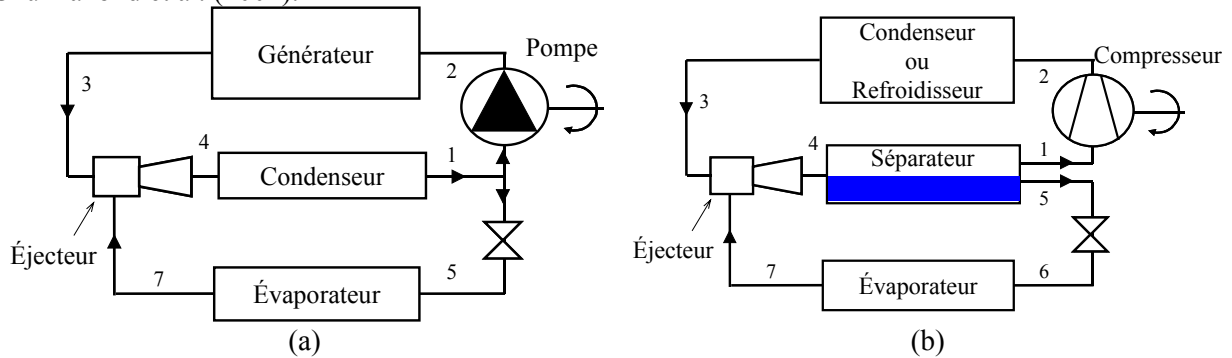 Générateur
Pompe
2
3
4
1
Condenseur
Éjecteur
7
Évaporateur
5
(a)
Condenseur
ou
Refroidisseur
Compresseur
2
3
4
Séparateur
1
5
Éjecteur
7
Évaporateur
6
(b)